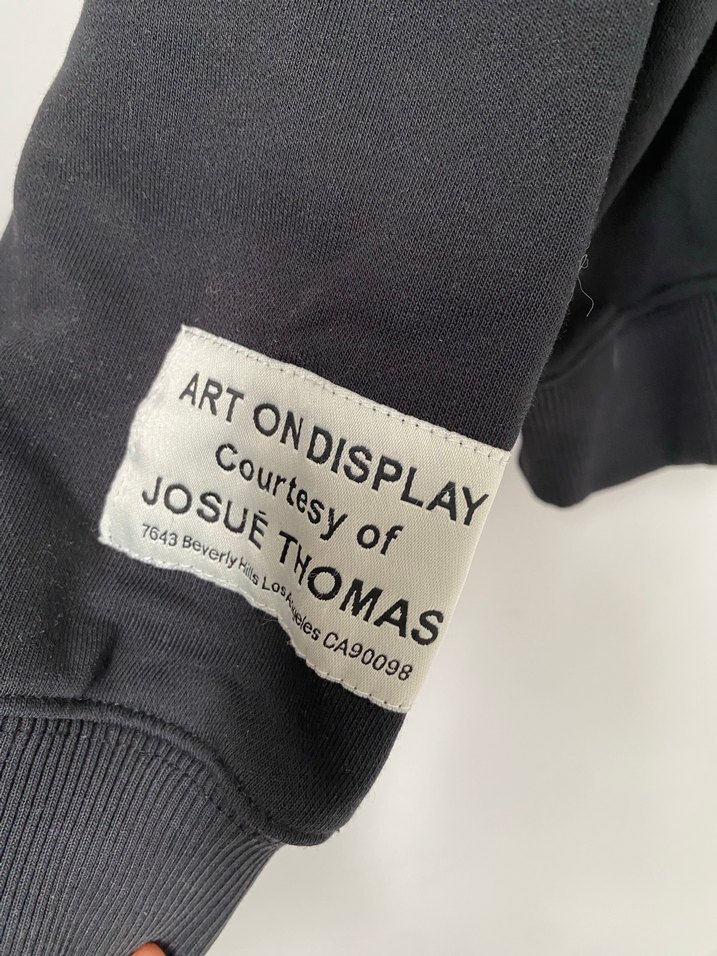 ART ON DISPLAY
Courtesy of
JOSUÉ THOMAS
7643 Beverly Hills Los Angeles CA90098